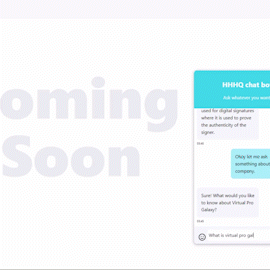 oming
Soon
HHHQ chat bo
Ask whatever you wan
used for digital signatures
where it is used to prove
the authenticity of the
signer.
Okay let me ask
something about
company.
Sure! What would you like
to know about Virtual Pro
Galaxy?
What is virtual pro gal